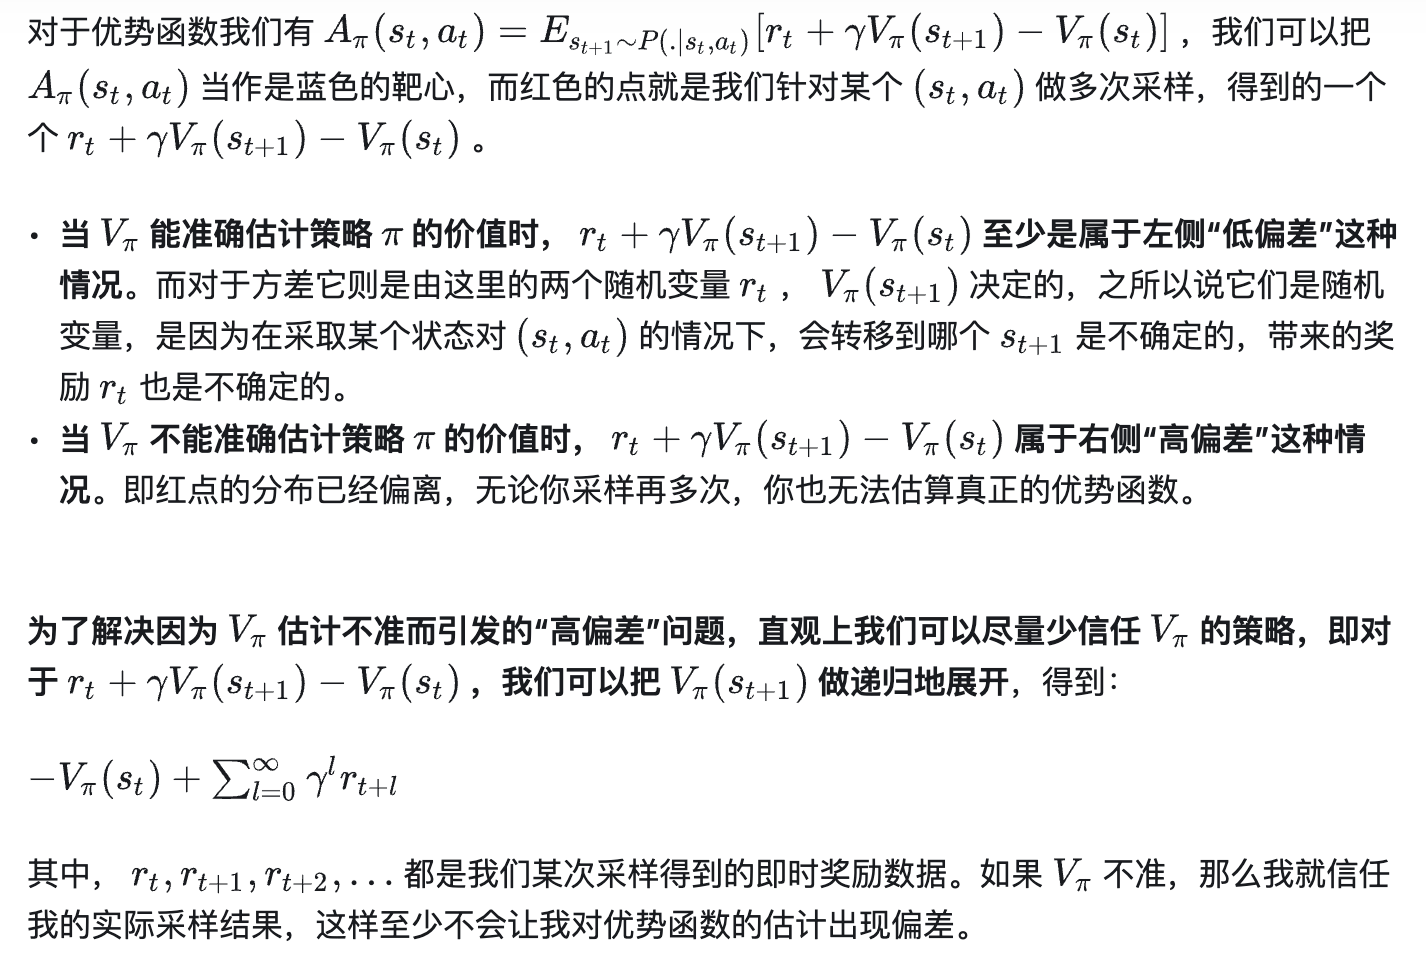 对于优势函数我们有 $A_\pi(s_t, a_t) = E_{s_{t+1} \sim P(.|s_t, a_t)}[r_t + \gamma V_\pi(s_{t+1}) - V_\pi(s_t)]$ ，我们可以把
$A_\pi(s_t, a_t)$ 当作是蓝色的靶心，而红色的点就是我们针对某个 $(s_t, a_t)$ 做多次采样，得到的一个
个 $r_t + \gamma V_\pi(s_{t+1}) - V_\pi(s_t)$ 。
· 当 $V_\pi$ 能准确估计策略 $\pi$ 的价值时， $r_t + \gamma V_\pi(s_{t+1}) - V_\pi(s_t)$ 至少是属于左侧“低偏差”这种
情况。而对于方差它则是由这里的两个随机变量 $r_t$ ， $V_\pi(s_{t+1})$ 决定的，之所以说它们是随机
变量，是因为在采取某个状态对 $(s_t, a_t)$ 的情况下，会转移到哪个 $s_{t+1}$ 是不确定的，带来的奖
励 $r_t$ 也是不确定的。
· 当 $V_\pi$ 不能准确估计策略 $\pi$ 的价值时， $r_t + \gamma V_\pi(s_{t+1}) - V_\pi(s_t)$ 属于右侧“高偏差”这种情
况。即红点的分布已经偏离，无论你采样再多次，你也无法估算真正的优势函数。
为了解决因为 $V_\pi$ 估计不准而引发的“高偏差”问题，直观上我们可以尽量少信任 $V_\pi$ 的策略，即对
于 $r_t + \gamma V_\pi(s_{t+1}) - V_\pi(s_t)$ ，我们可以把 $V_\pi(s_{t+1})$ 做递归地展开，得到：
$-V_\pi(s_t) + \sum_{l=0}^{\infty} \gamma^l r_{t+l}$
其中， $r_t, r_{t+1}, r_{t+2}, \ldots$ 都是我们某次采样得到的即时奖励数据。如果 $V_\pi$ 不准，那么我就信任
我的实际采样结果，这样至少不会让我对优势函数的估计出现偏差。